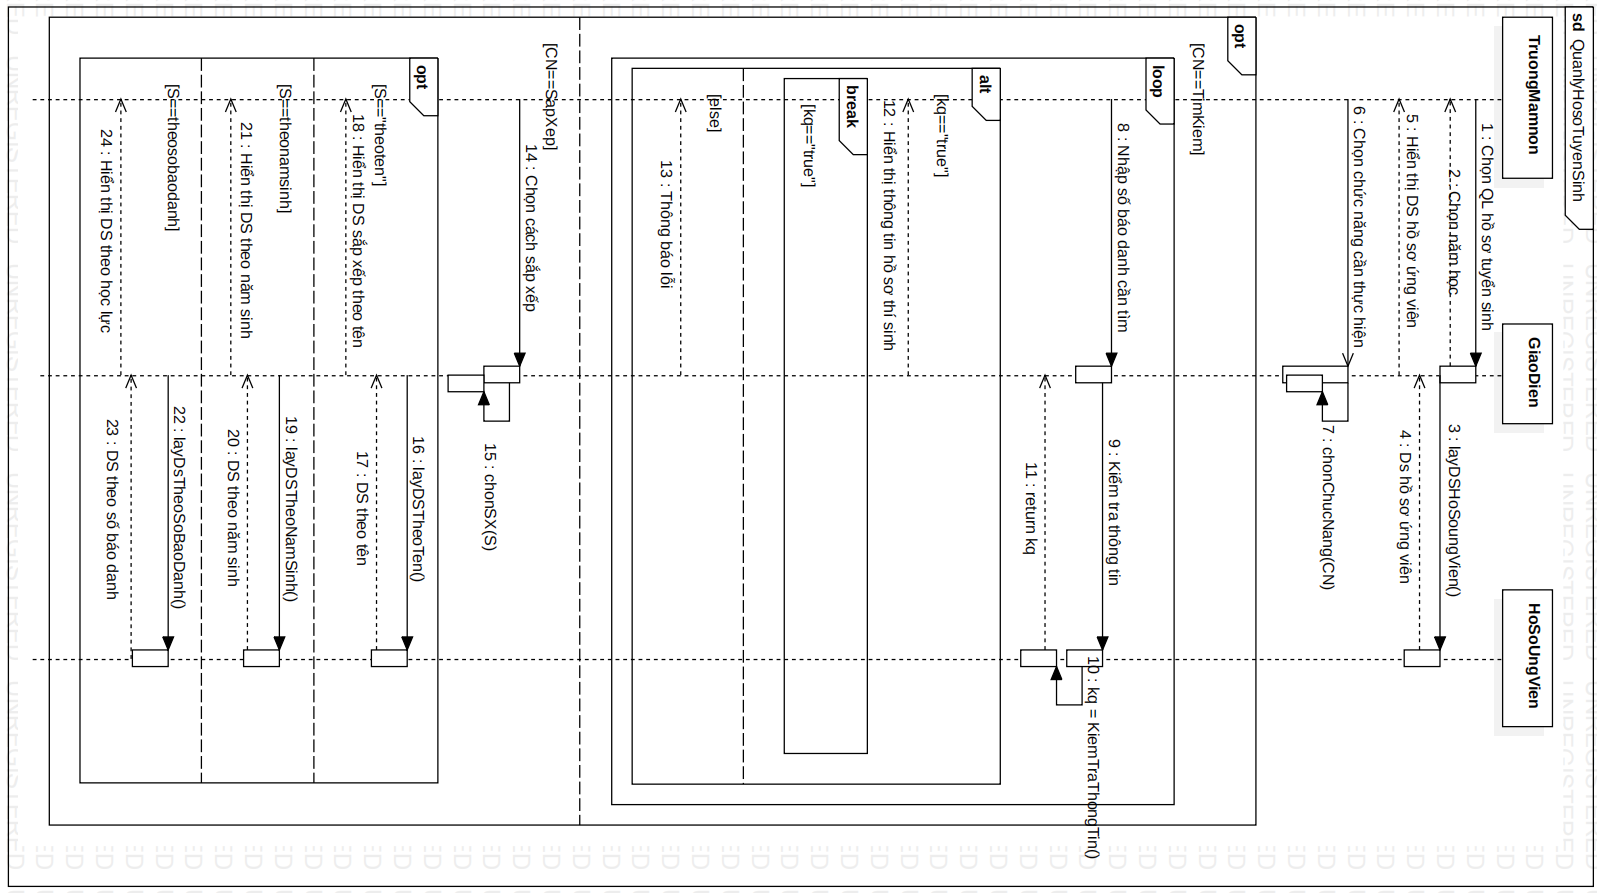 sd QuanlyHosoTuyenSinh
TruongMamnon
GiaoDien
HoSoUngVien
1 : Chọn QL hồ sơ tuyển sinh
2 : Chọn năm học
3 : layDSHoSoungVien()
4 : Ds hồ sơ ứng viên
5 : Hiển thị DS hồ sơ ứng viên
6 : Chọn chức năng cần thực hiện
7 : chonChucNang(CN)
opt
[CN==TimKiem]
loop
8 : Nhập số báo danh cần tìm
9 : Kiểm tra thông tin
10 : kq = KiemTraThongTin()
11 : return kq
alt
[kq=="true"]
12 : Hiển thị thông tin hồ sơ thí sinh
break
[kq=="true"]
[else]
13 : Thông báo lỗi
[CN==SapXep]
14 : Chọn cách sắp xếp
15 : chonSX(S)
opt
[S=="theoten"]
16 : layDSTheoTen()
17 : DS theo tên
18 : Hiển thị DS sắp xếp theo tên
[S==theonamsinh]
19 : layDSTheoNamSinh()
20 : DS theo năm sinh
21 : Hiển thị DS theo năm sinh
[S==theosobaodanh]
22 : layDsTheoSoBaoDanh()
23 : DS theo số báo danh
24 : Hiển thị DS theo học lực